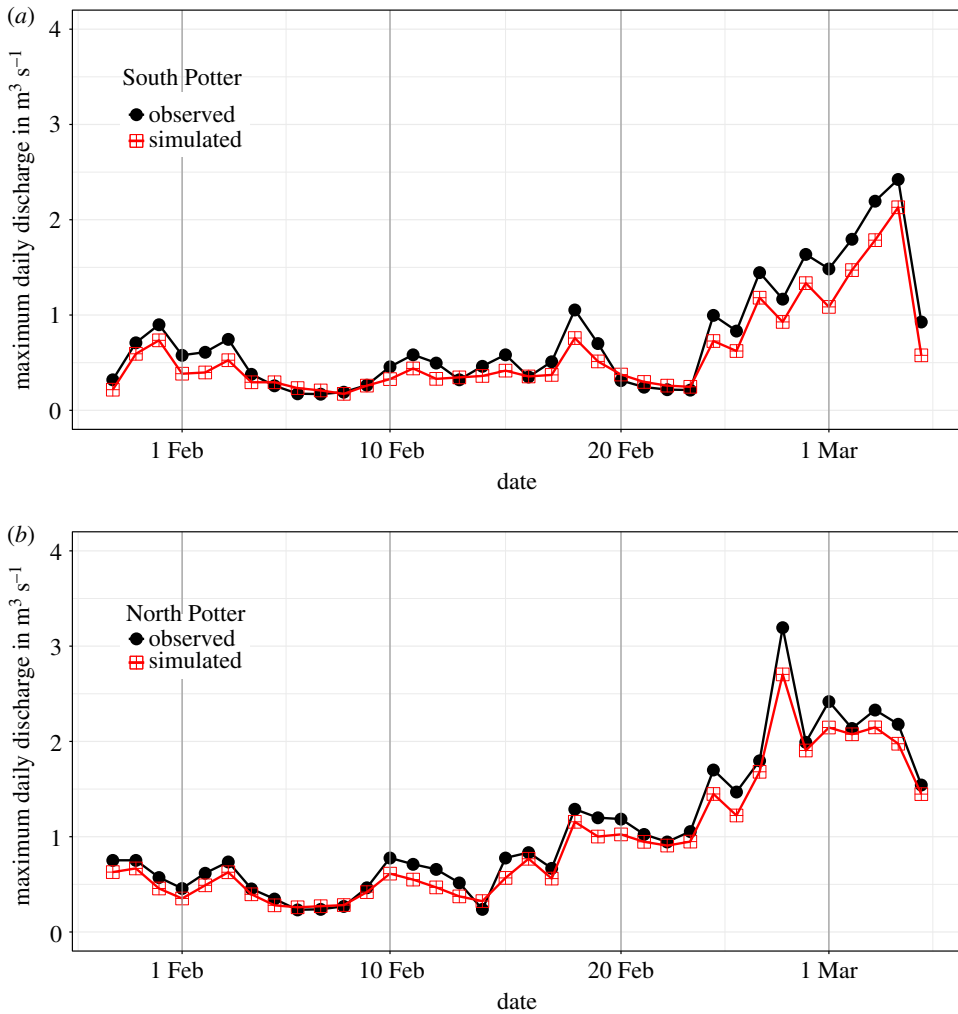 (a)
maximum daily discharge in m³ s⁻¹
4
3
2
1
0
South Potter
observed
simulated
1 Feb
10 Feb
20 Feb
1 Mar
date
(b)
maximum daily discharge in m³ s⁻¹
4
3
2
1
0
North Potter
observed
simulated
1 Feb
10 Feb
20 Feb
1 Mar
date